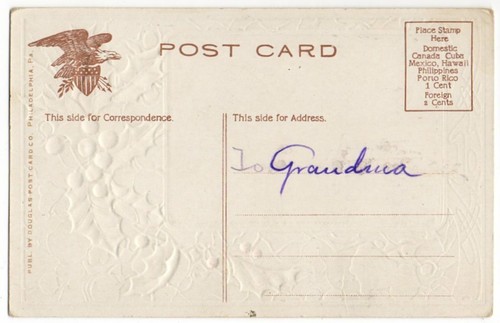 POST CARD
Place Stamp
Here
Domestic
Canada Cuba
Mexico, Hawaii
Philippines
Porto Rico
1 Cent
Foreign
2 Cents
This side for Correspondence.
This side for Address.
To Grandma
PUBL. BY DOUGLAS POST CARD CO. PHILADELPHIA, PA.